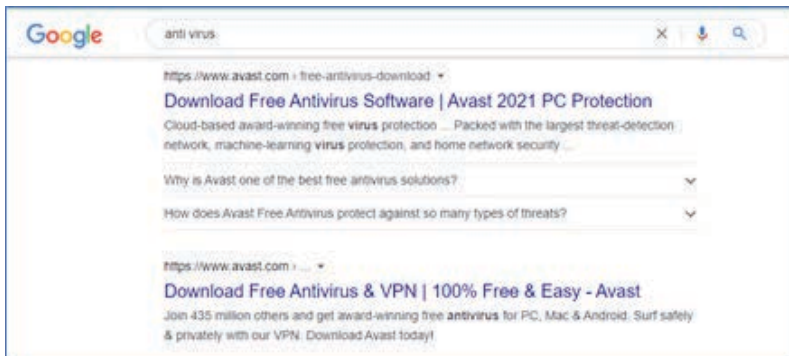 Google
anti virus
https://www.avast.com › free-antivirus-download
Download Free Antivirus Software | Avast 2021 PC Protection
Cloud-based award-winning free virus protection ... Packed with the largest threat-detection
network, machine-learning virus protection, and home network security ...
Why is Avast one of the best free antivirus solutions?
How does Avast Free Antivirus protect against so many types of threats?
https://www.avast.com › ...
Download Free Antivirus & VPN | 100% Free & Easy - Avast
Join 435 million others and get award-winning free antivirus for PC, Mac & Android. Surf safely
& privately with our VPN. Download Avast today!